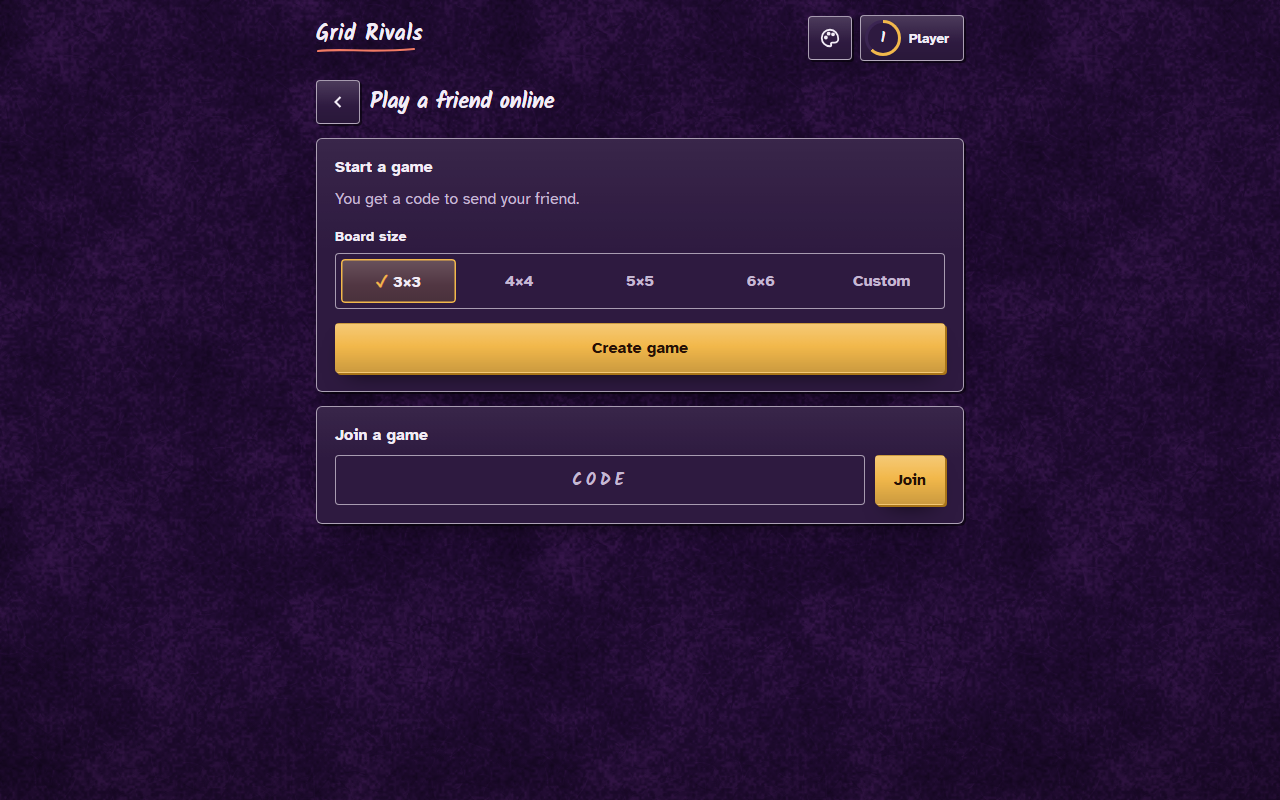 Grid Rivals
1 Player
Play a friend online
Start a game
You get a code to send your friend.
Board size
✓ 3×3 4×4 5×5 6×6 Custom
Create game
Join a game
CODE Join